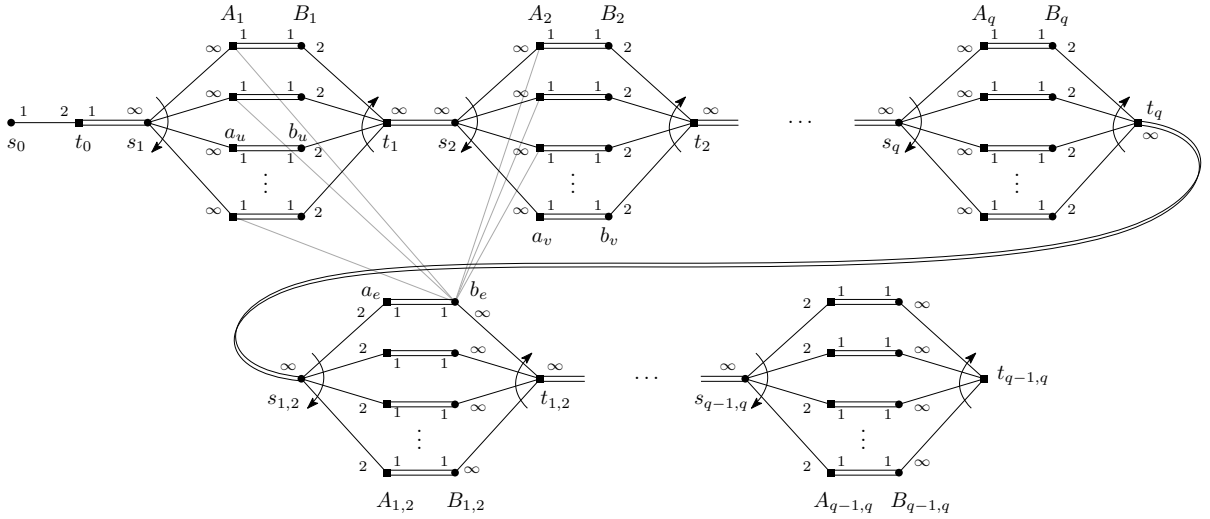 A_1 B_1 A_2 B_2 A_q B_q
∞ 1 1 2 ∞ 1 1 2 ∞ 1 1 2
1 2 1 ∞ ∞ 1 1 2 ∞ ∞ ∞ 1 1 2 ∞ ∞ ∞ 1 1 2 t_q
s_0 t_0 s_1 a_u b_u t_1 s_2 t_2 ⋯ s_q ∞
∞ 1 1 2 ∞ 1 1 2 ∞ 1 1 2
⋮ ⋮ ⋮
∞ 1 1 2 ∞ 1 1 2 ∞ 1 1 2
a_v b_v
a_e b_e
2 1 1 ∞ 2 1 1 ∞
∞ 2 1 1 ∞ ∞ ∞ 2 1 1 ∞ t_{q−1,q}
s_{1,2} t_{1,2} ⋯ s_{q−1,q}
2 1 1 ∞ 2 1 1 ∞
⋮ ⋮
2 1 1 ∞ 2 1 1 ∞
A_{1,2} B_{1,2} A_{q−1,q} B_{q−1,q}